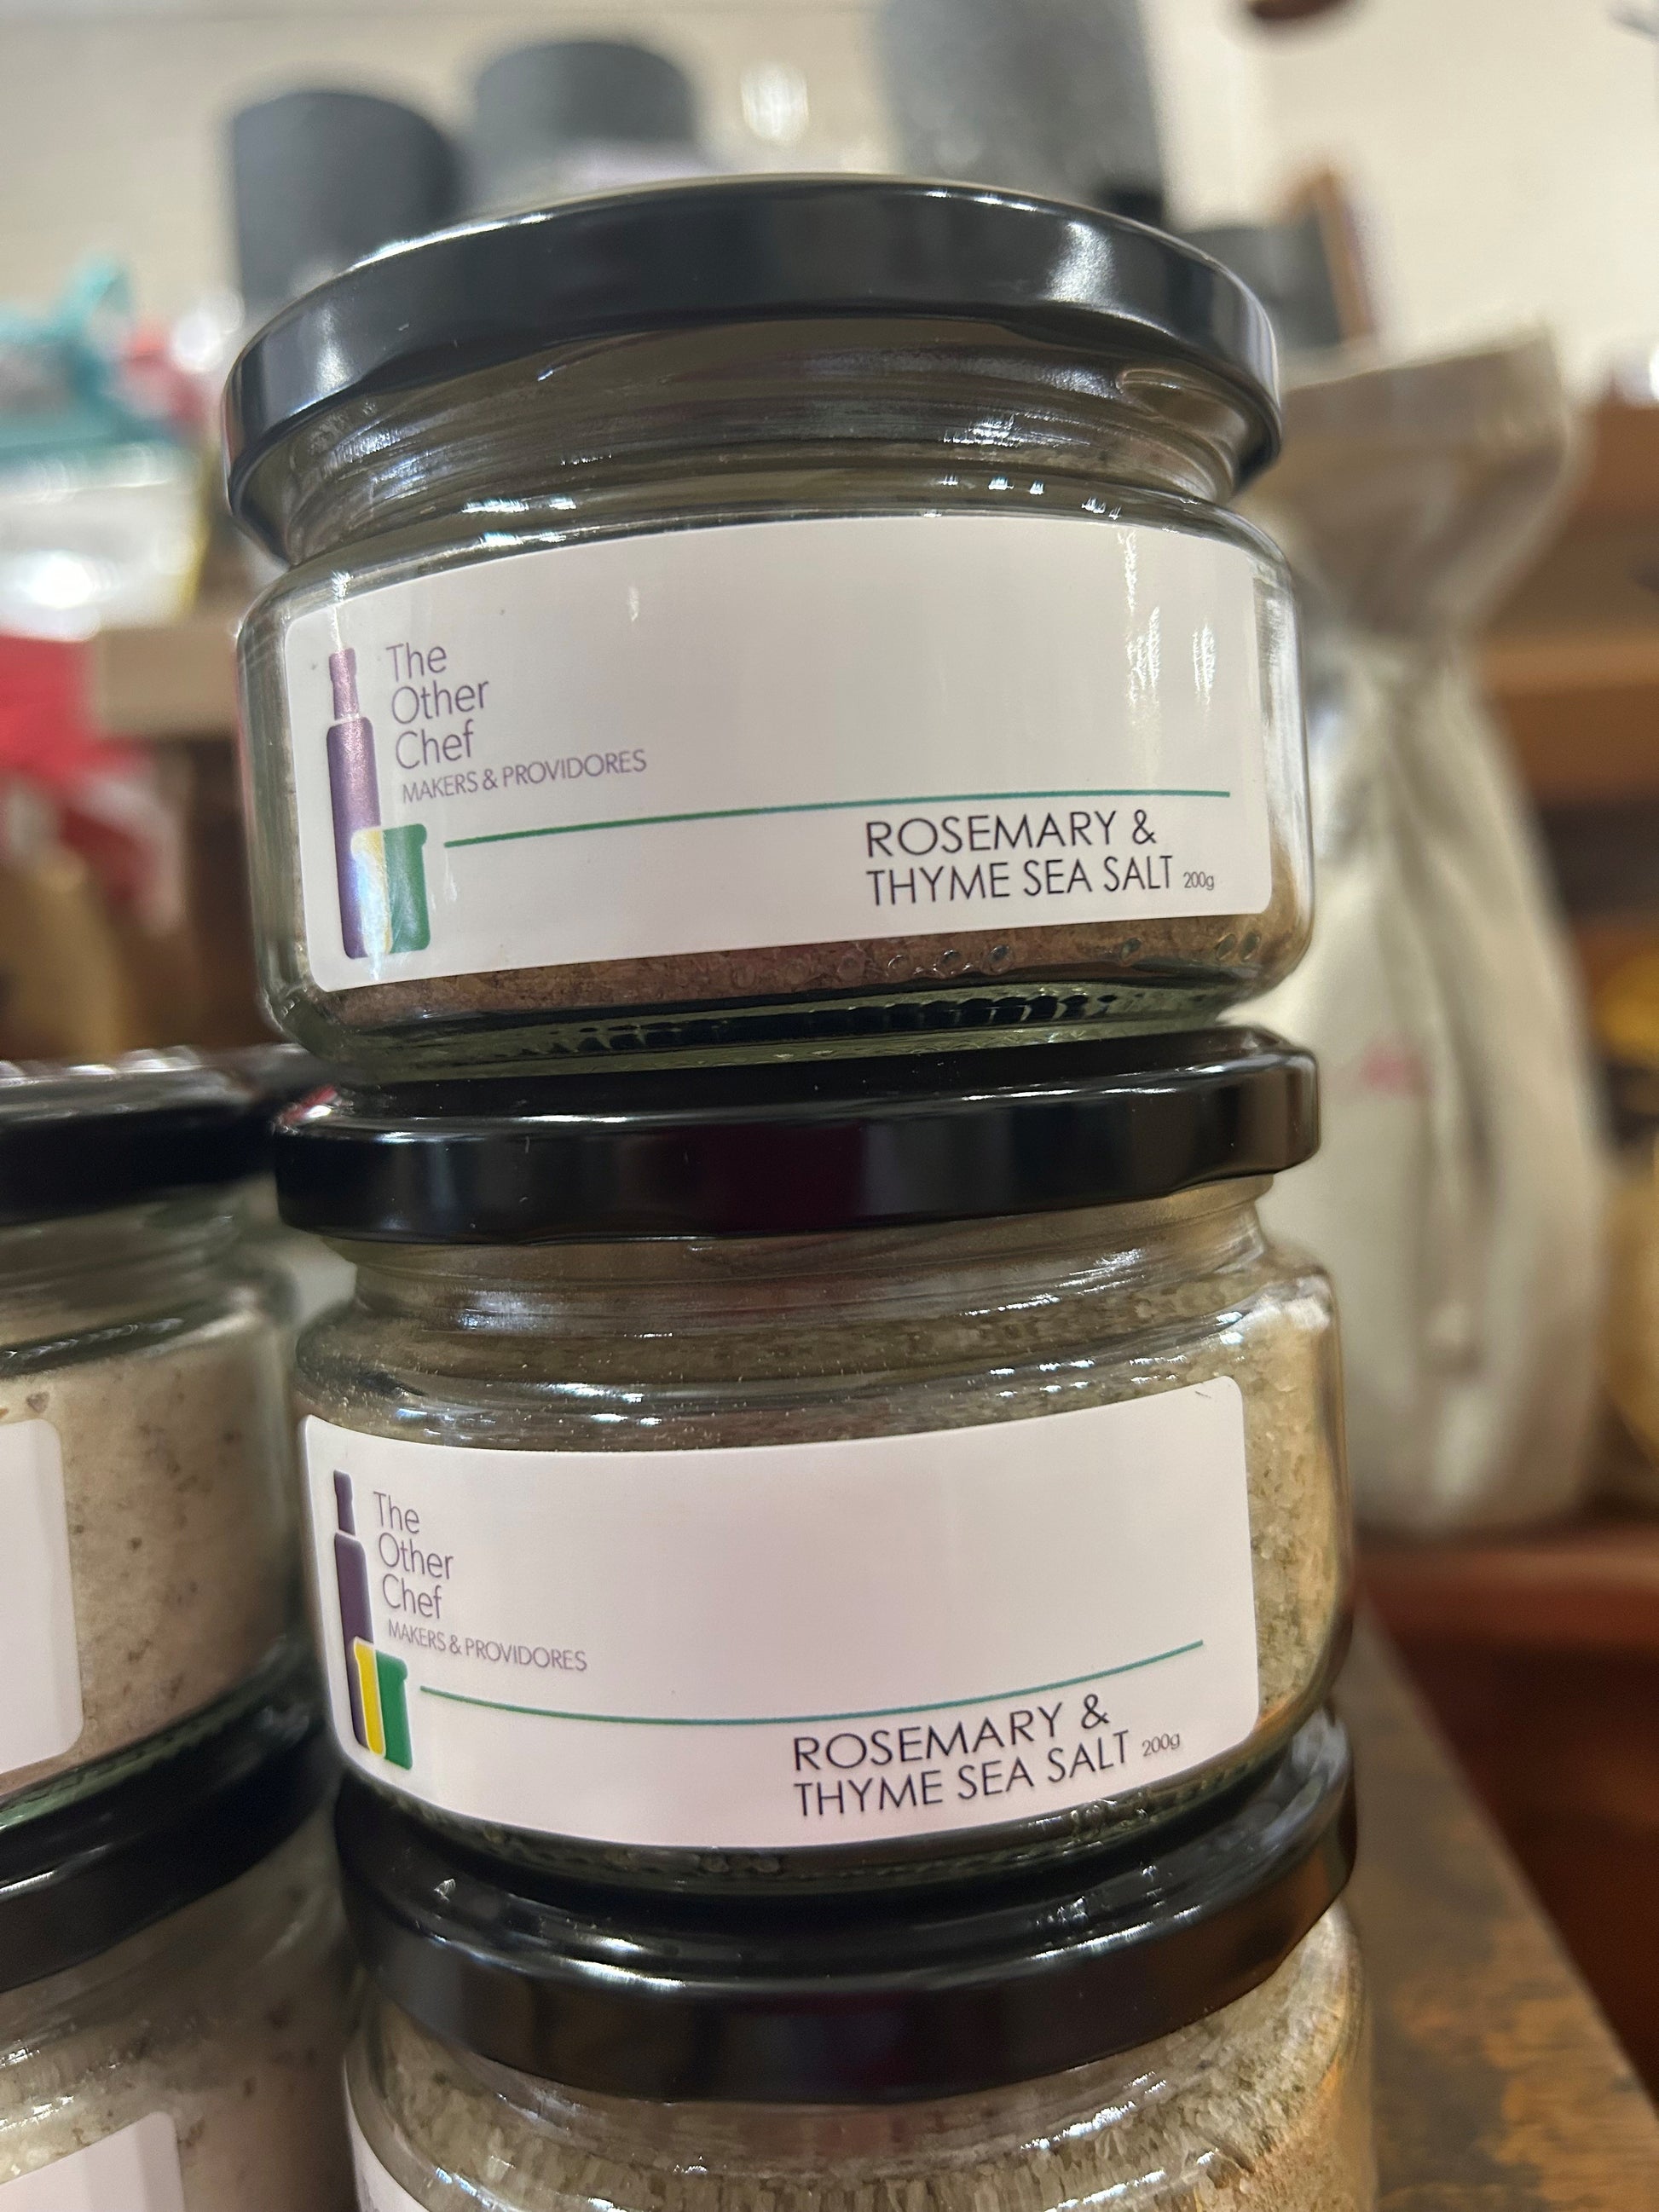 The
Other
Chef
MAKERS & PROVIDORES
ROSEMARY &
THYME SEA SALT 200g
The
Other
Chef
MAKERS & PROVIDORES
ROSEMARY &
THYME SEA SALT 200g